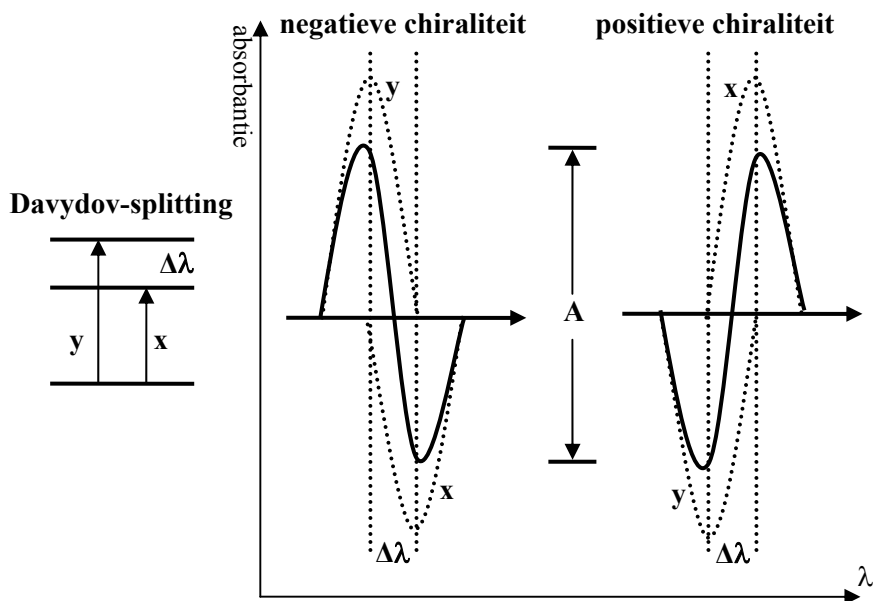 negatieve chiraliteit
positieve chiraliteit
absorbantie
y
x
Davydov-splitting
Δλ
y
x
A
x
y
Δλ
Δλ
λ